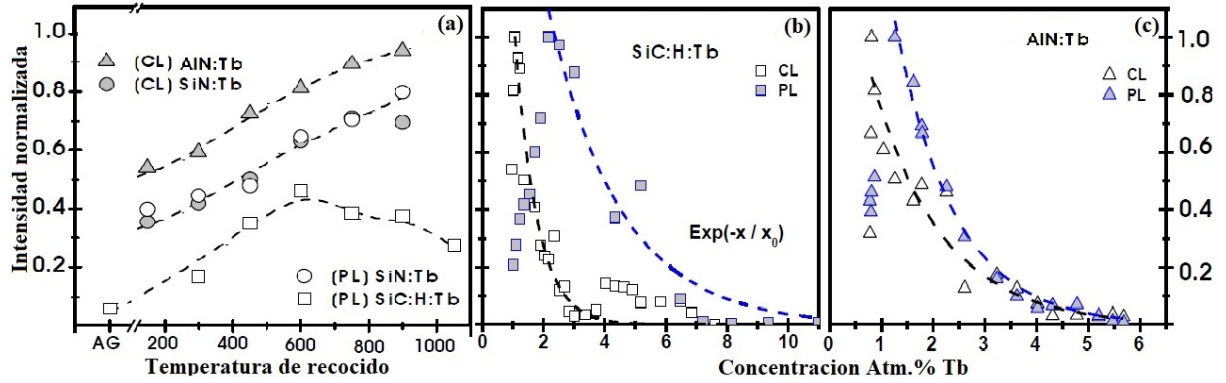 (a)
(CL) AlN:Tb
(CL) SiN:Tb
(PL) SiN:Tb
(PL) SiC:H:Tb
Intensidad normalizada
1.0
0.8
0.6
0.4
0.2
AG 200 400 600 800 1000
Temperatura de recocido
(b)
SiC:H:Tb
CL
PL
Exp(-x / x0)
0 2 4 6 8 10
(c)
AlN:Tb
CL
PL
1.0
0.8
0.6
0.4
0.2
0 1 2 3 4 5 6
Concentracion Atm.% Tb